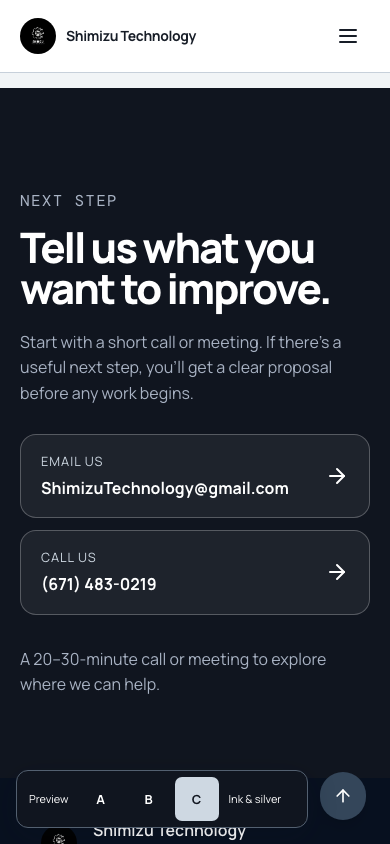 Shimizu Technology
NEXT STEP
Tell us what you
want to improve.
Start with a short call or meeting. If there's a
useful next step, you'll get a clear proposal
before any work begins.
EMAIL US
ShimizuTechnology@gmail.com
CALL US
(671) 483-0219
A 20–30-minute call or meeting to explore
where we can help.
Preview A B C Ink & silver
Shimizu Technology